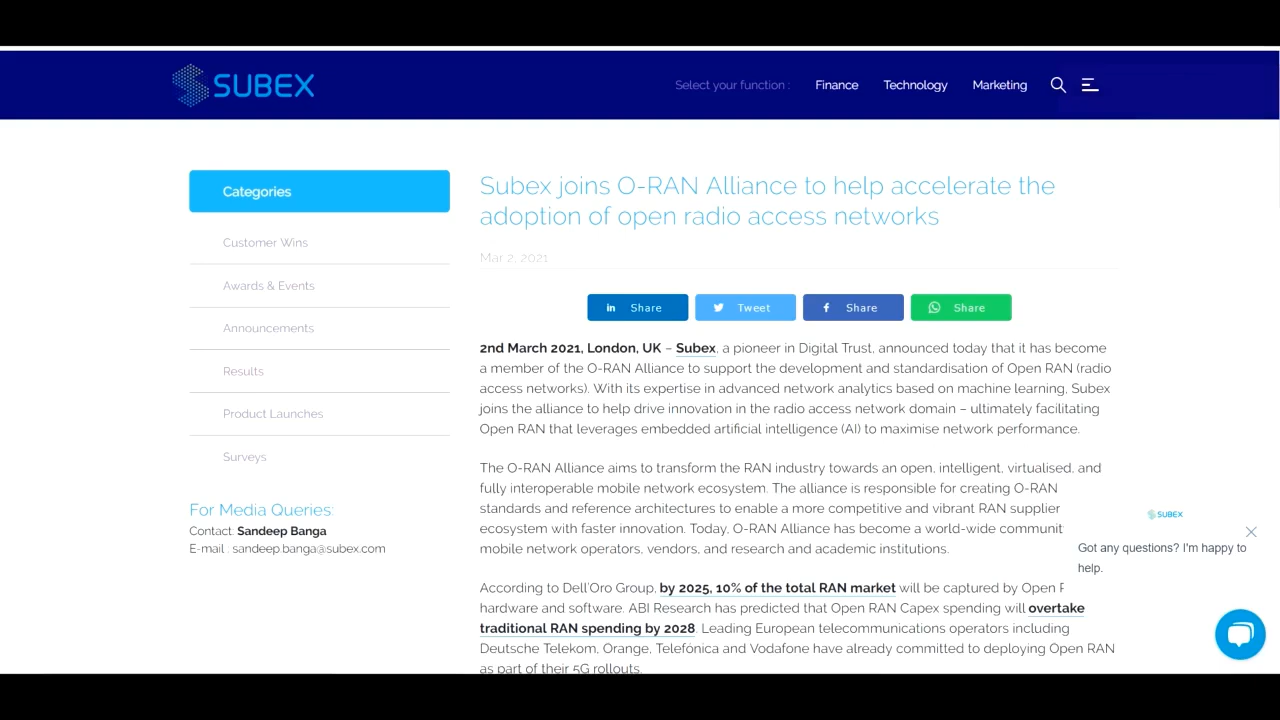 SUBEX
Select your function :
Finance
Technology
Marketing
Categories
Customer Wins
Awards & Events
Announcements
Results
Product Launches
Surveys
For Media Queries:
Contact: Sandeep Banga
E-mail : sandeep.banga@subex.com
Subex joins O-RAN Alliance to help accelerate the
adoption of open radio access networks
Mar 2, 2021
in Share
Tweet
f Share
Share
2nd March 2021, London, UK – Subex, a pioneer in Digital Trust, announced today that it has become
a member of the O-RAN Alliance to support the development and standardisation of Open RAN (radio
access networks). With its expertise in advanced network analytics based on machine learning, Subex
joins the alliance to help drive innovation in the radio access network domain – ultimately facilitating
Open RAN that leverages embedded artificial intelligence (AI) to maximise network performance.
The O-RAN Alliance aims to transform the RAN industry towards an open, intelligent, virtualised, and
fully interoperable mobile network ecosystem. The alliance is responsible for creating O-RAN
standards and reference architectures to enable a more competitive and vibrant RAN supplier
ecosystem with faster innovation. Today, O-RAN Alliance has become a world-wide communit
mobile network operators, vendors, and research and academic institutions.
According to Dell'Oro Group, by 2025, 10% of the total RAN market will be captured by Open
hardware and software. ABI Research has predicted that Open RAN Capex spending will overtake
traditional RAN spending by 2028. Leading European telecommunications operators including
Deutsche Telekom, Orange, Telefónica and Vodafone have already committed to deploying Open RAN
as part of their 5G rollouts.
SUBEX
Got any questions? I'm happy to
help.